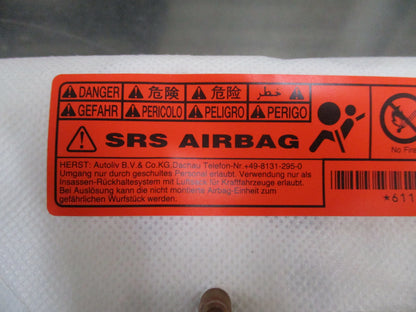 DANGER 危険 危险 خطر
GEFAHR PERICOLO PELIGRO PERIGO
SRS AIRBAG
No Fire
HERST: Autoliv B.V.& Co.KG.Dachau Telefon-Nr.+49-8131-295-0
Umgang nur durch geschultes Personal erlaubt. Verwendung nur als
Insassen-Rückhaltesystem mit Luftsack für Kraftfahrzeuge erlaubt.
Bei Auslösung kann die nicht montierte Airbag-Einheit zum
gefährlichen Wurfstück werden.
*611